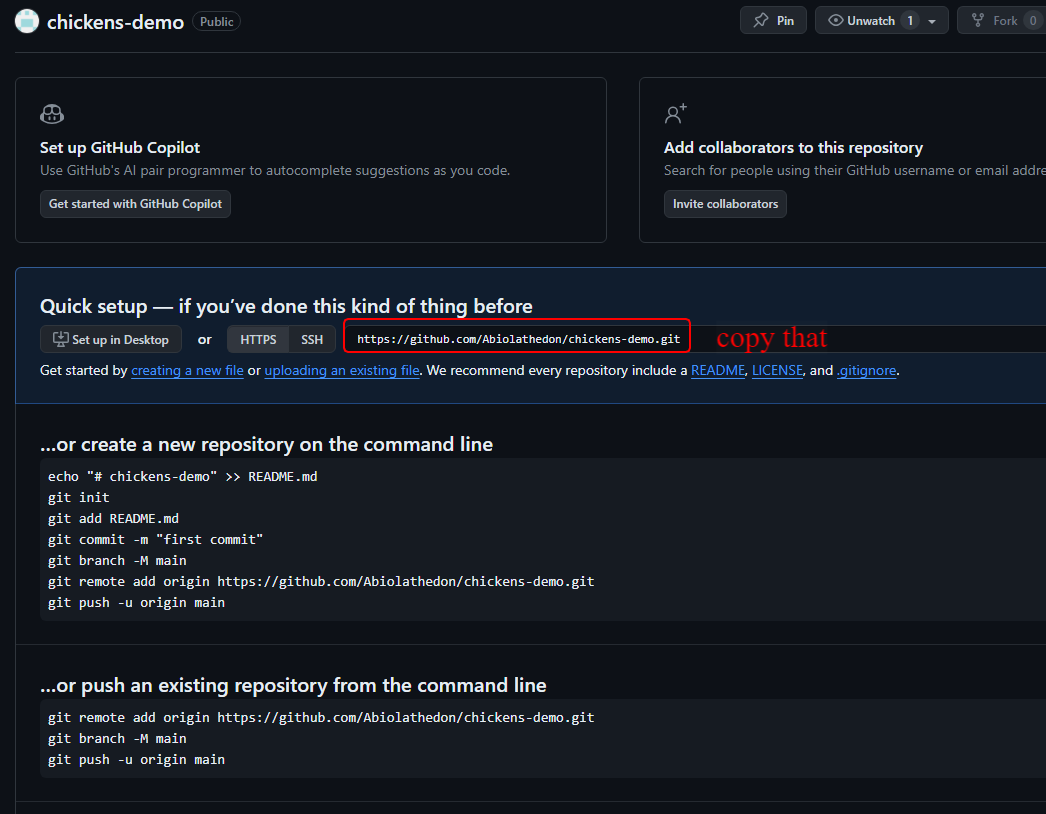 chickens-demo Public Pin Unwatch 1 Fork 0
Set up GitHub Copilot
Use GitHub's AI pair programmer to autocomplete suggestions as you code.
Get started with GitHub Copilot
Add collaborators to this repository
Search for people using their GitHub username or email addre
Invite collaborators
Quick setup — if you’ve done this kind of thing before
Set up in Desktop or HTTPS SSH https://github.com/Abiolathedon/chickens-demo.git copy that
Get started by creating a new file or uploading an existing file. We recommend every repository include a README, LICENSE, and .gitignore.
…or create a new repository on the command line
echo "# chickens-demo" >> README.md
git init
git add README.md
git commit -m "first commit"
git branch -M main
git remote add origin https://github.com/Abiolathedon/chickens-demo.git
git push -u origin main
…or push an existing repository from the command line
git remote add origin https://github.com/Abiolathedon/chickens-demo.git
git branch -M main
git push -u origin main